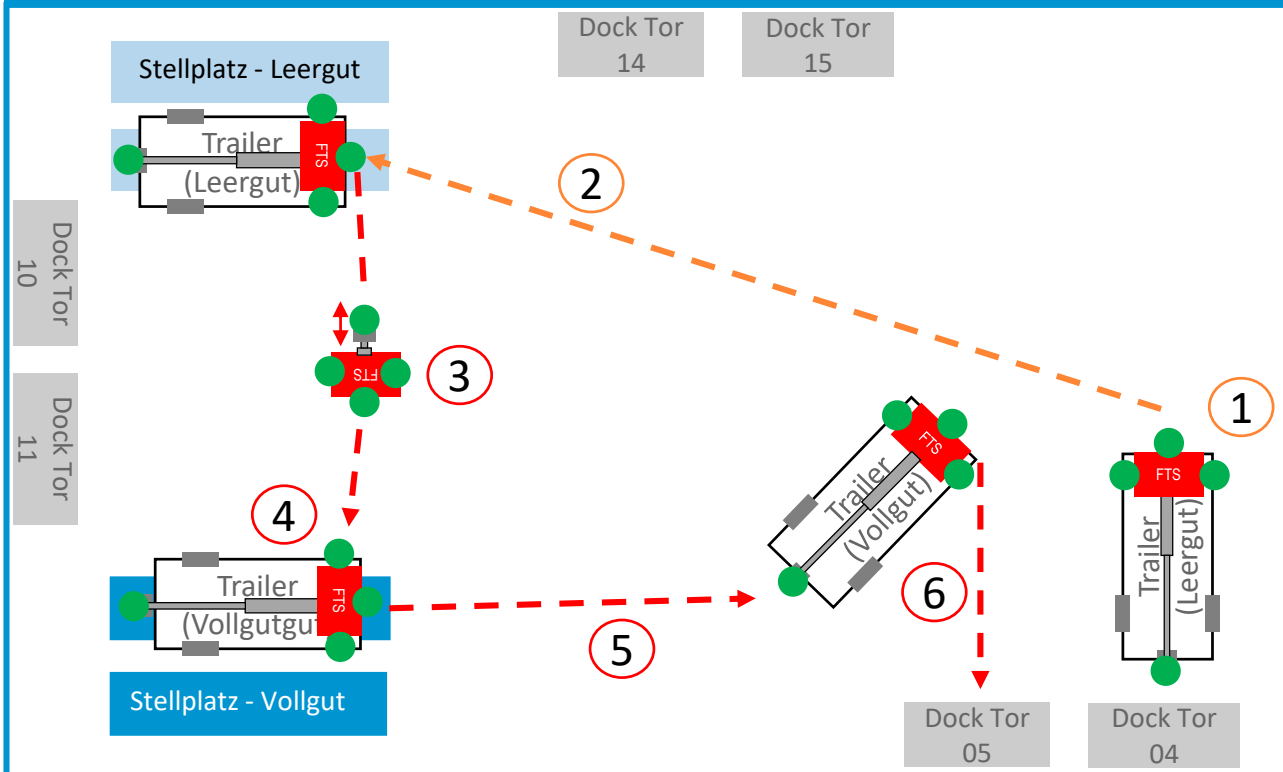 Dock Tor
14
Dock Tor
15
Stellplatz - Leergut
Trailer
(Leergut)
FTS
2
Dock Tor
10
FTS
3
1
Dock Tor
11
4
Trailer
(Vollgutgut
FTS
Stellplatz - Vollgut
5
Trailer
(Vollgut)
FTS
6
FTS
Trailer
(Leergut)
Dock Tor
05
Dock Tor
04